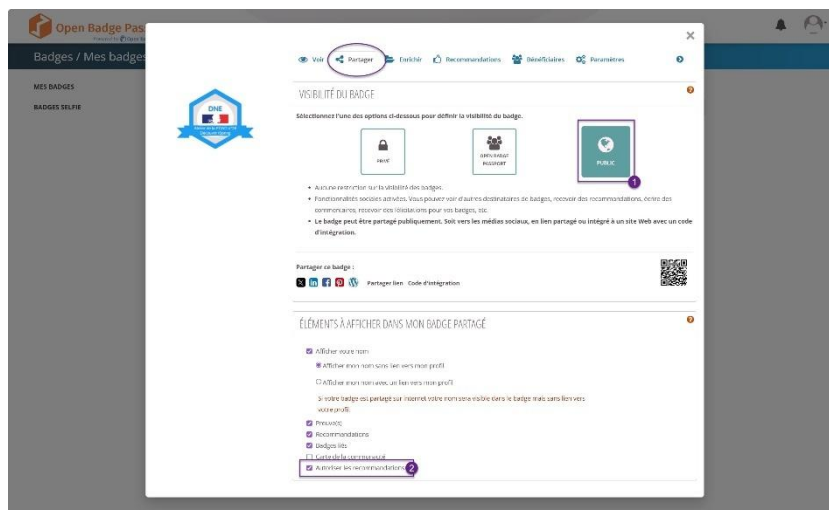 Open Badge Pas
Badges / Mes badges
MES BADGES
BADGES SELFIE
DNE
Voir Partager Enrichir Recommandations Bénéficiaires Paramètres
VISIBILITÉ DU BADGE
Sélectionnez l'une des options ci-dessous pour définir la visibilité du badge.
PRIVÉ
OPEN BADGE
PASSPORT
PUBLIC
1
• Aucune restriction sur la visibilité des badges.
• Fonctionnalités sociales activées, Vous pouvez voir d'autres destinataires de badges, recevoir des recommandations, écrire des
commentaires, recevoir des félicitations pour vos badges, etc.
• Le badge peut être partagé publiquement. Soit vers les médias sociaux, en lien partagé ou intégré à un site Web avec un code
d'intégration.
Partager ce badge :
Partager lien Code d'intégration
ÉLÉMENTS À AFFICHER DANS MON BADGE PARTAGÉ
Afficher votre nom
Afficher mon nom sans lien vers mon profil
Afficher mon nom avec un lien vers mon profil
Si votre badge est partagé sur internet votre nom sera visible dans le badge mais sans lien vers
votre profil.
Preuve(s)
Recommandations
Badges liés
Carte de la communauté
Autoriser les recommandations
2